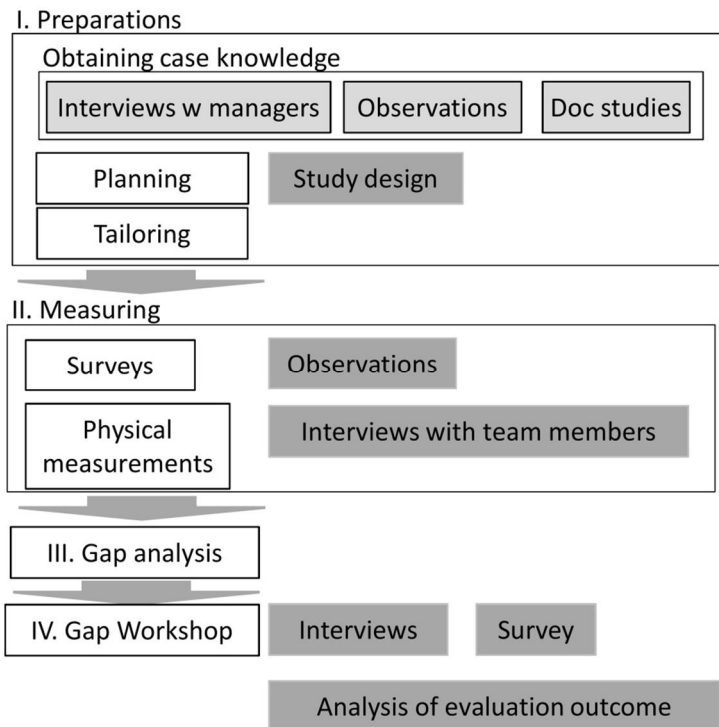 I. Preparations
Obtaining case knowledge
Interviews w managers
Observations
Doc studies
Planning
Study design
Tailoring
II. Measuring
Surveys
Observations
Physical
measurements
Interviews with team members
III. Gap analysis
IV. Gap Workshop
Interviews
Survey
Analysis of evaluation outcome